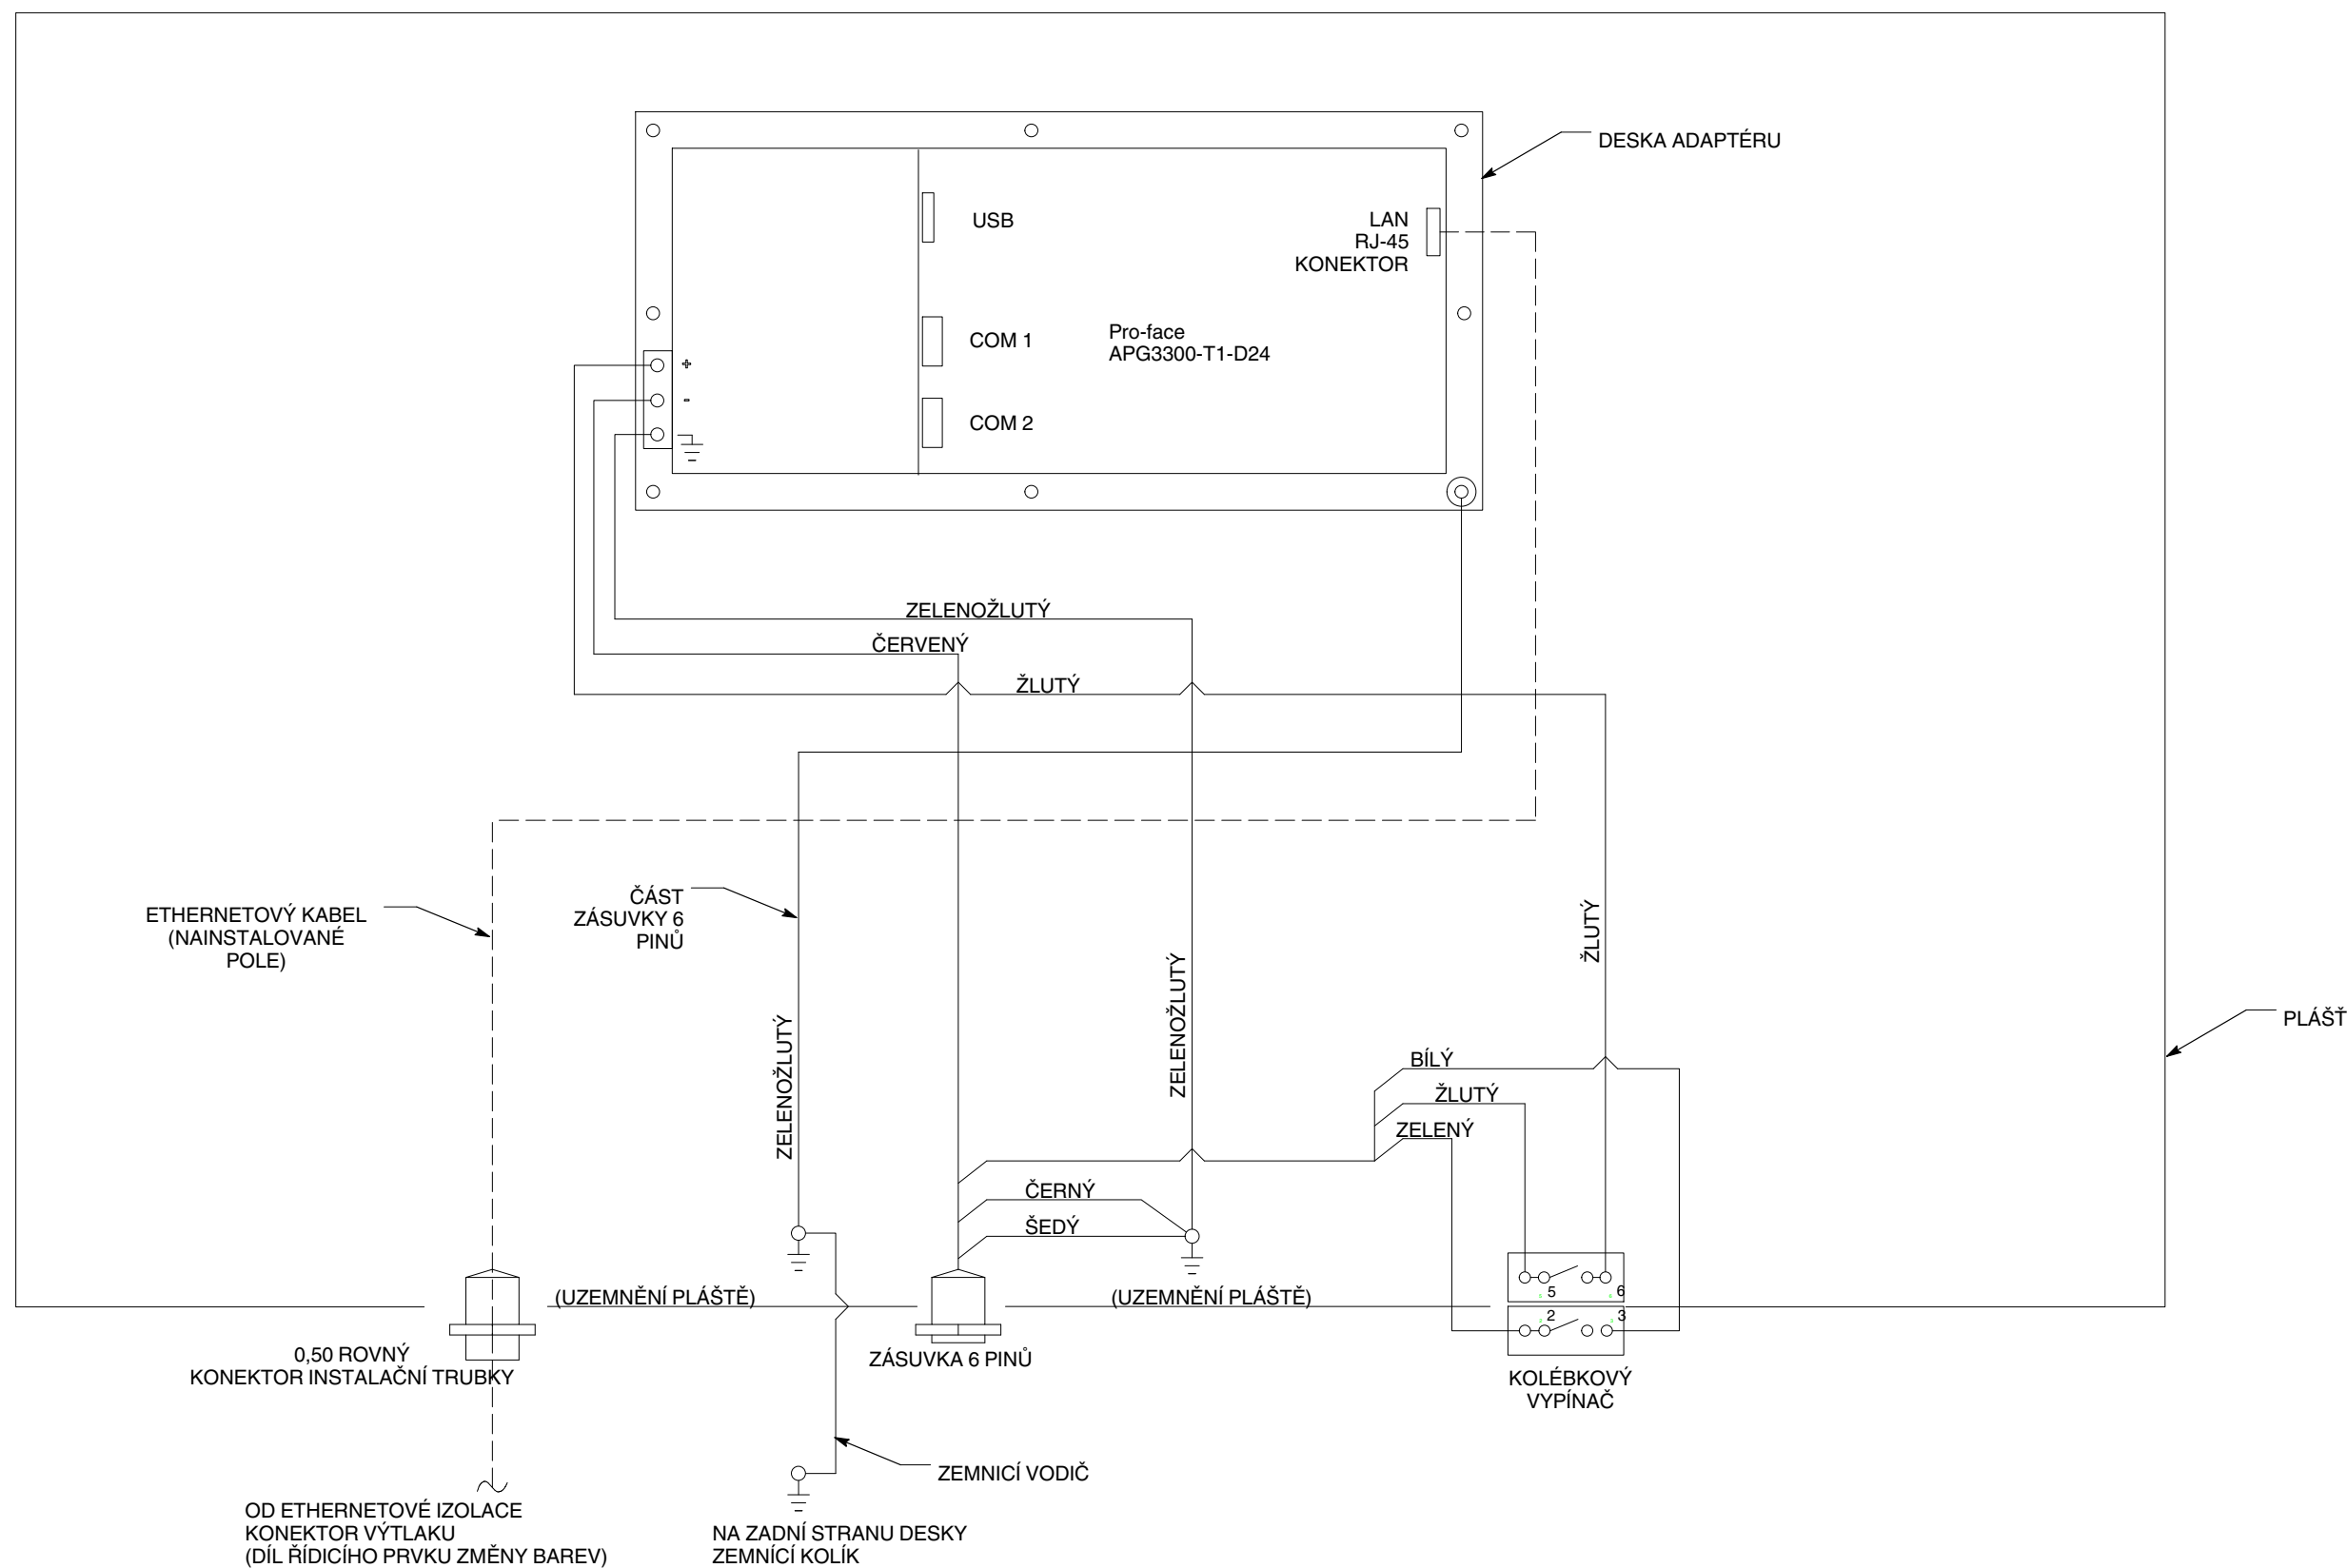 DESKA ADAPTÉRU
USB
LAN
RJ-45
KONEKTOR
COM 1
Pro-face
APG3300-T1-D24
+
-
COM 2
ZELENOŽLUTÝ
ČERVENÝ
ŽLUTÝ
ČÁST
ZÁSUVKY 6
PINŮ
ETHERNETOVÝ KABEL
(NAINSTALOVANÉ
POLE)
ŽLUTÝ
ZELENOŽLUTÝ
ZELENOŽLUTÝ
PLÁŠŤ
BÍLÝ
ŽLUTÝ
ZELENÝ
ČERNÝ
ŠEDÝ
5
6
(UZEMNĚNÍ PLÁŠTĚ)
(UZEMNĚNÍ PLÁŠTĚ)
2
3
0,50 ROVNÝ
KONEKTOR INSTALAČNÍ TRUBKY
ZÁSUVKA 6 PINŮ
KOLÉBKOVÝ
VYPÍNAČ
ZEMNICÍ VODIČ
OD ETHERNETOVÉ IZOLACE
KONEKTOR VÝTLAKU
(DÍL ŘÍDICÍHO PRVKU ZMĚNY BAREV)
NA ZADNÍ STRANU DESKY
ZEMNÍCÍ KOLÍK